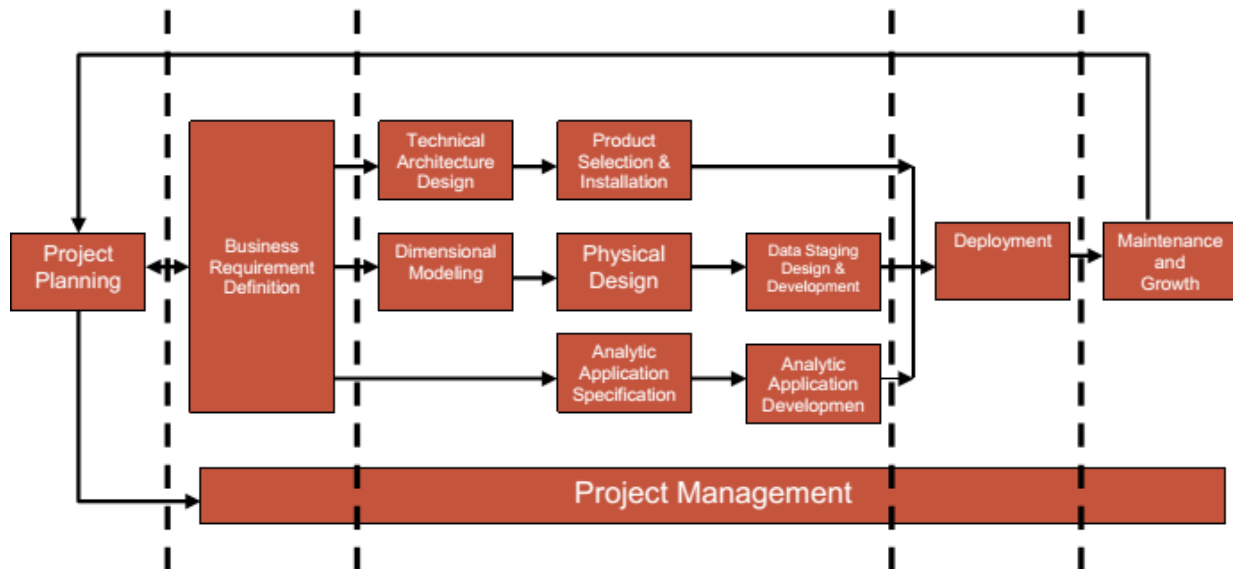 Technical
Architecture
Design
Product
Selection &
Installation
Project
Planning
Business
Requirement
Definition
Dimensional
Modeling
Physical
Design
Data Staging
Design &
Development
Deployment
Maintenance
and
Growth
Analytic
Application
Specification
Analytic
Application
Developmen
Project Management